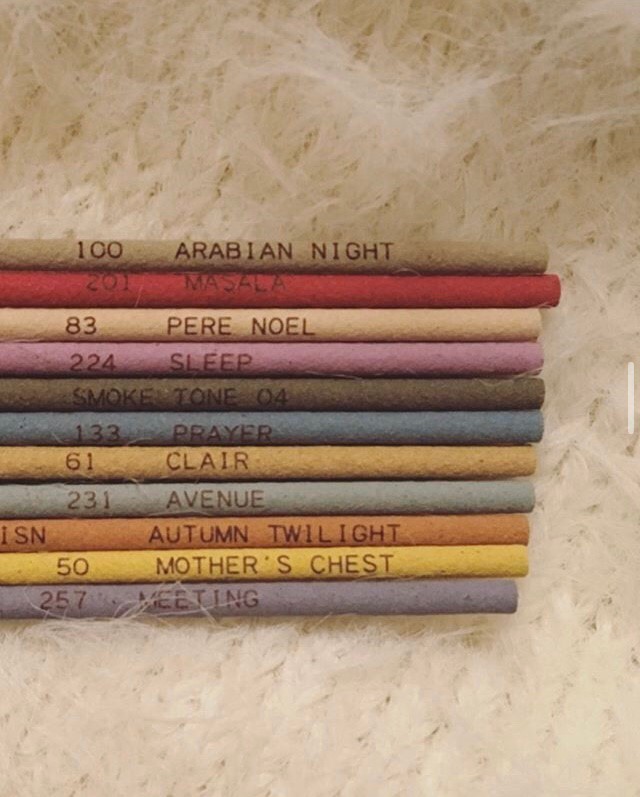 100 ARABIAN NIGHT
201 MASALA
83 PERE NOEL
224 SLEEP
SMOKE TONE 04
133 PRAYER
61 CLAIR
231 AVENUE
ISN AUTUMN TWILIGHT
50 MOTHER'S CHEST
257 MEETING